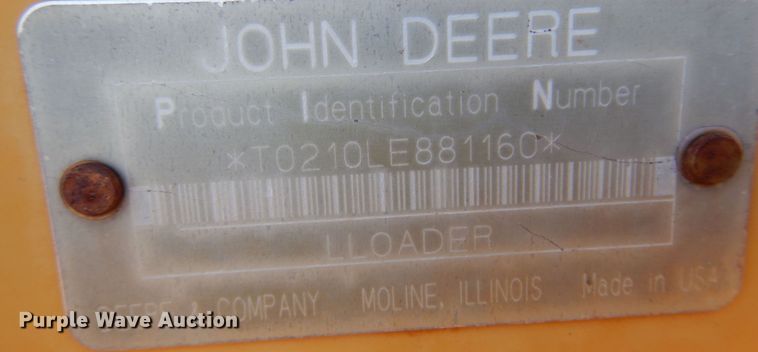 JOHN DEERE
Product Identification Number
*T0210LE881160*
LLOADER
DEERE & COMPANY MOLINE, ILLINOIS Made in USA
Purple Wave Auction